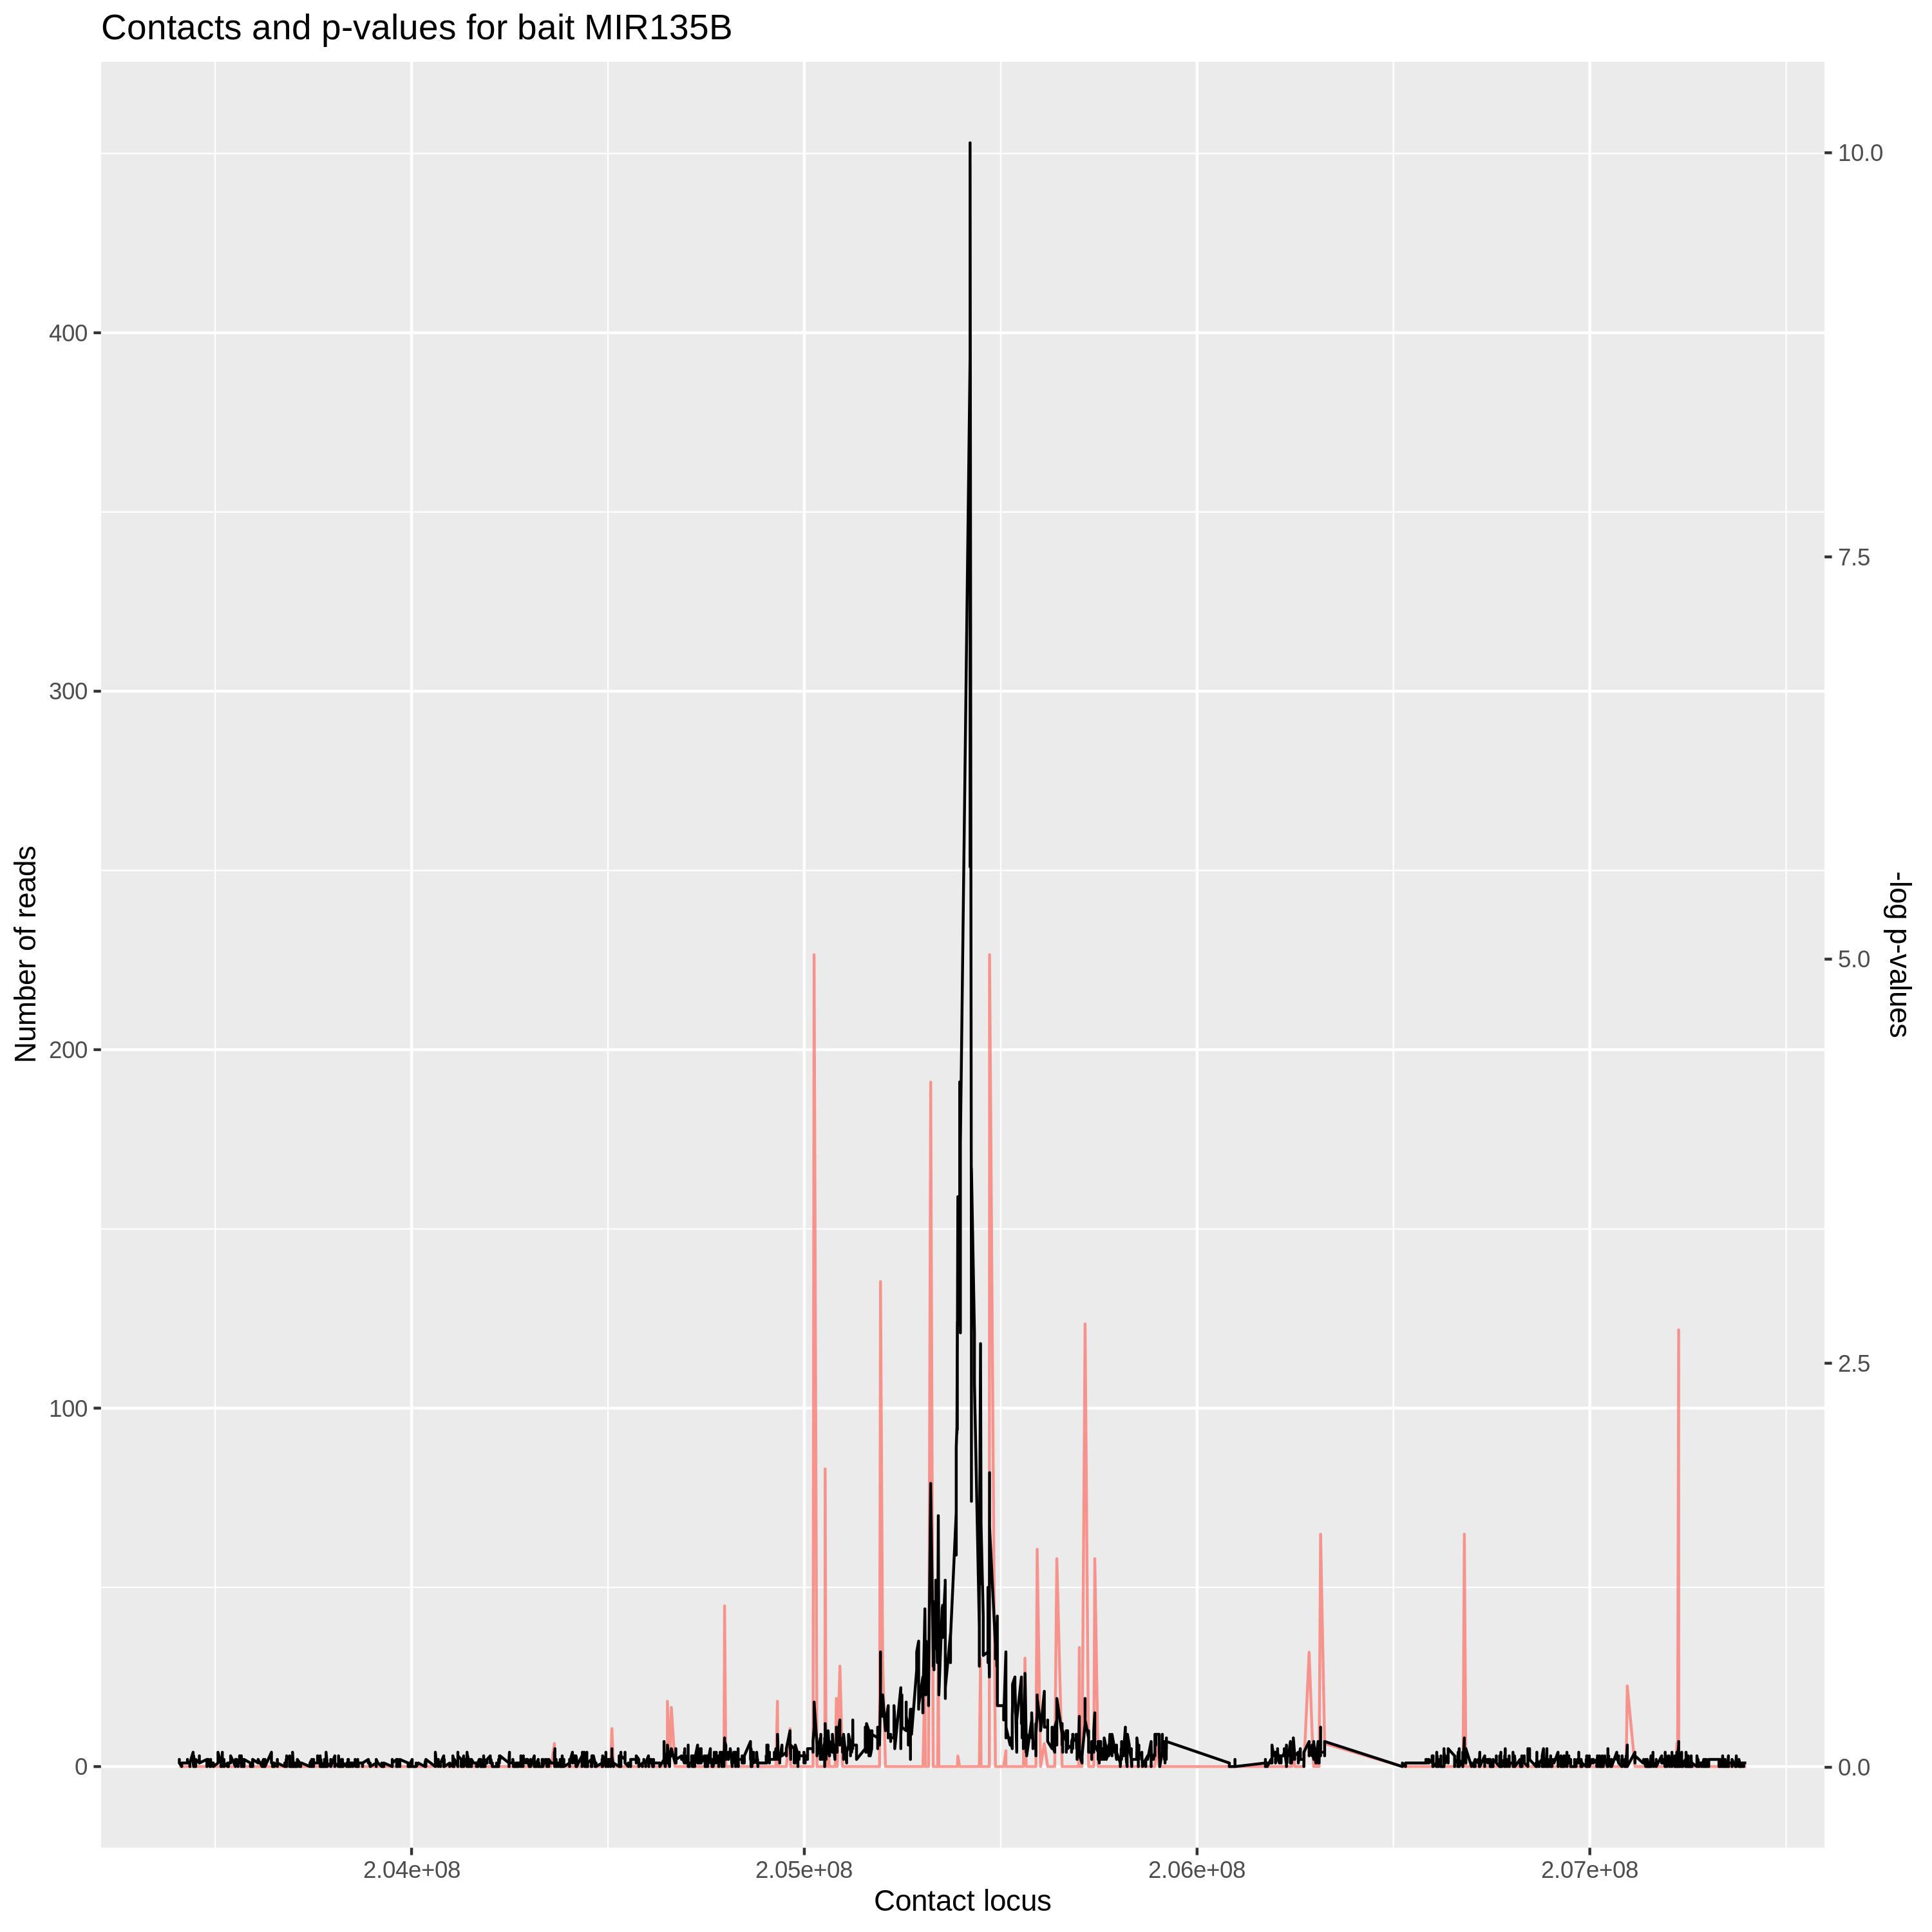 Contacts and p-values for bait MIR135B
Number of reads
400
300
200
100
0
10.0
7.5
5.0
2.5
0.0
-log p-values
2.04e+08
2.05e+08
2.06e+08
2.07e+08
Contact locus